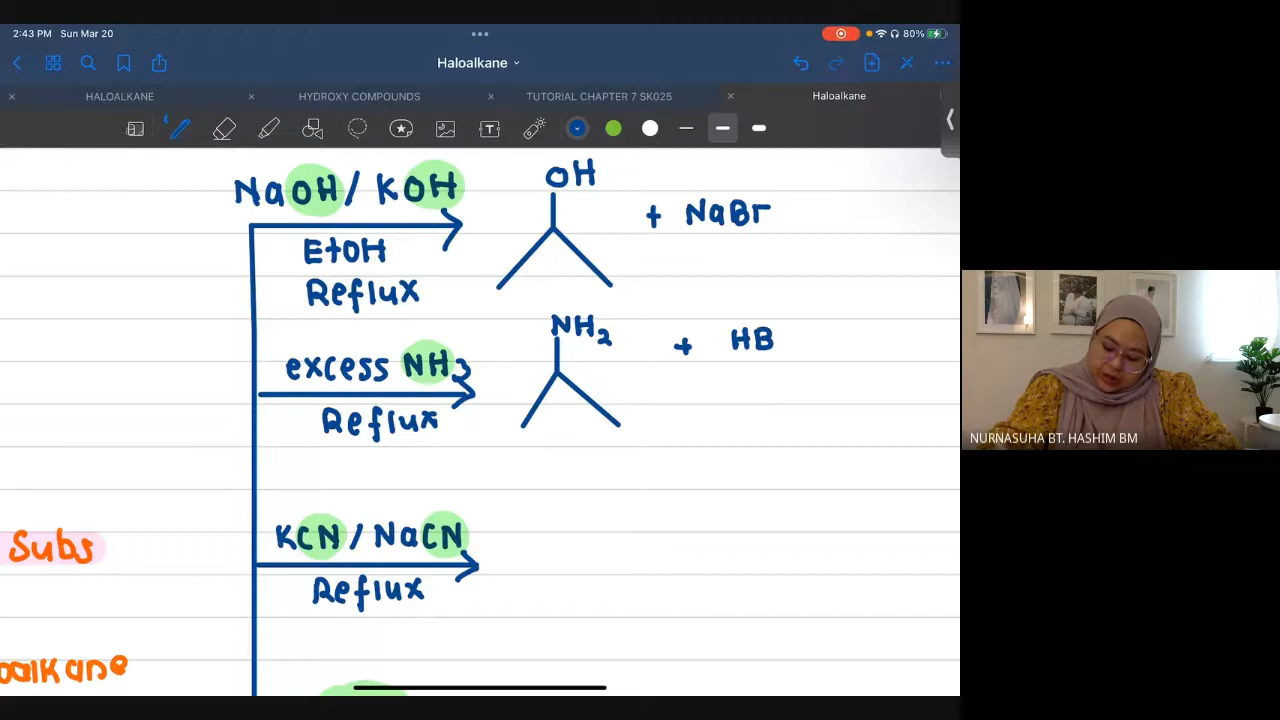 2:43 PM Sun Mar 20
80%
Haloalkane
HALOALKANE
HYDROXY COMPOUNDS
TUTORIAL CHAPTER 7 SK025
Haloalkane
NaOH / KOH
EtOH
Reflux
OH
+ NaBr
excess NH3
Reflux
NH2
+ HB
KCN / NaCN
Reflux
Subs
oalkane
NURNASUHA BT. HASHIM BM